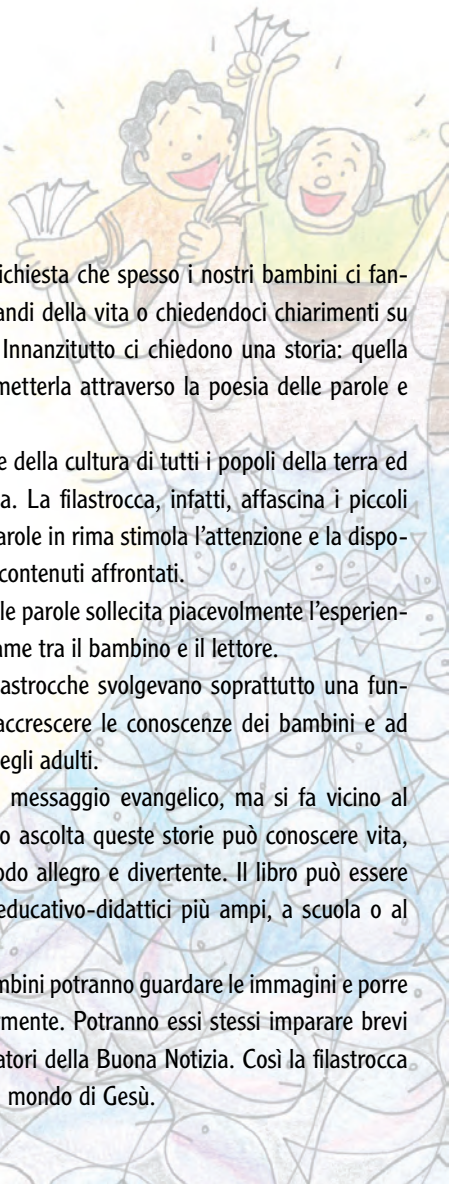 ichiesta che spesso i nostri bambini ci fan-
andi della vita o chiedendoci chiarimenti su
Innanzitutto ci chiedono una storia: quella
metterla attraverso la poesia delle parole e
e della cultura di tutti i popoli della terra ed
a. La filastrocca, infatti, affascina i piccoli
arole in rima stimola l'attenzione e la dispo-
contenuti affrontati.
le parole sollecita piacevolmente l'esperien-
ame tra il bambino e il lettore.
lastrocche svolgevano soprattutto una fun-
accrescere le conoscenze dei bambini e ad
egli adulti.
messaggio evangelico, ma si fa vicino al
o ascolta queste storie può conoscere vita,
odo allegro e divertente. Il libro può essere
educativo-didattici più ampi, a scuola o al
mbini potranno guardare le immagini e porre
rmente. Potranno essi stessi imparare brevi
atori della Buona Notizia. Così la filastrocca
mondo di Gesù.